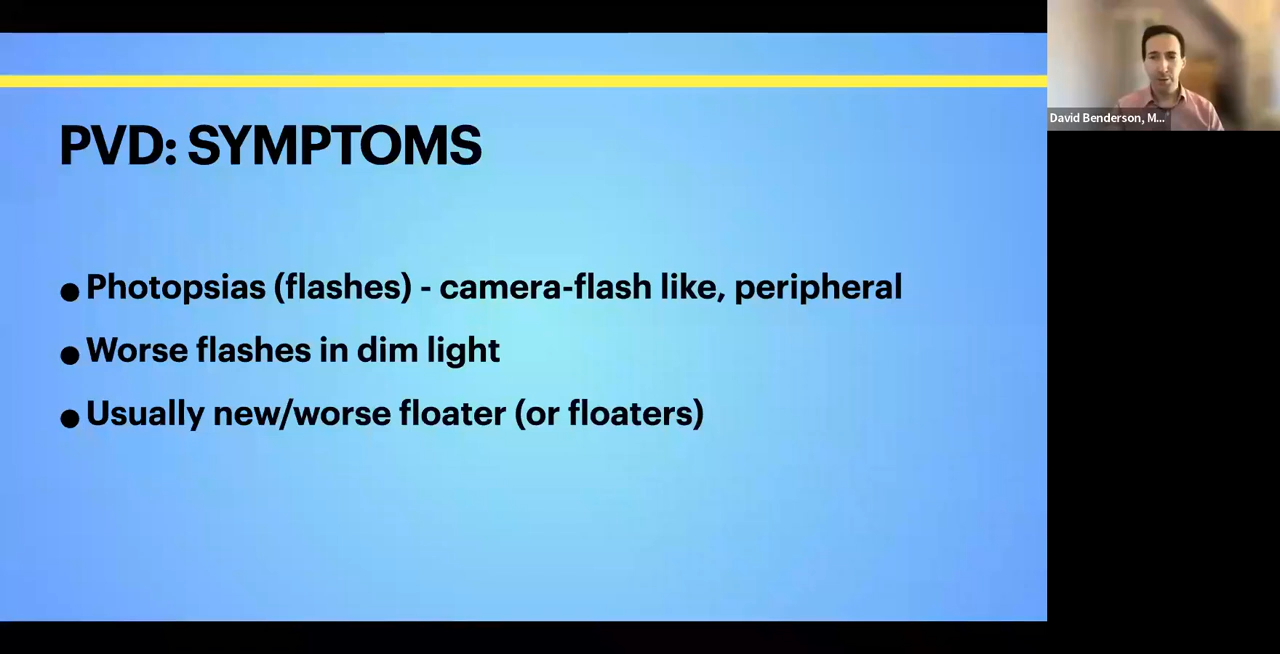 PVD: SYMPTOMS
● Photopsias (flashes) - camera-flash like, peripheral
● Worse flashes in dim light
● Usually new/worse floater (or floaters)
David Benderson, M...